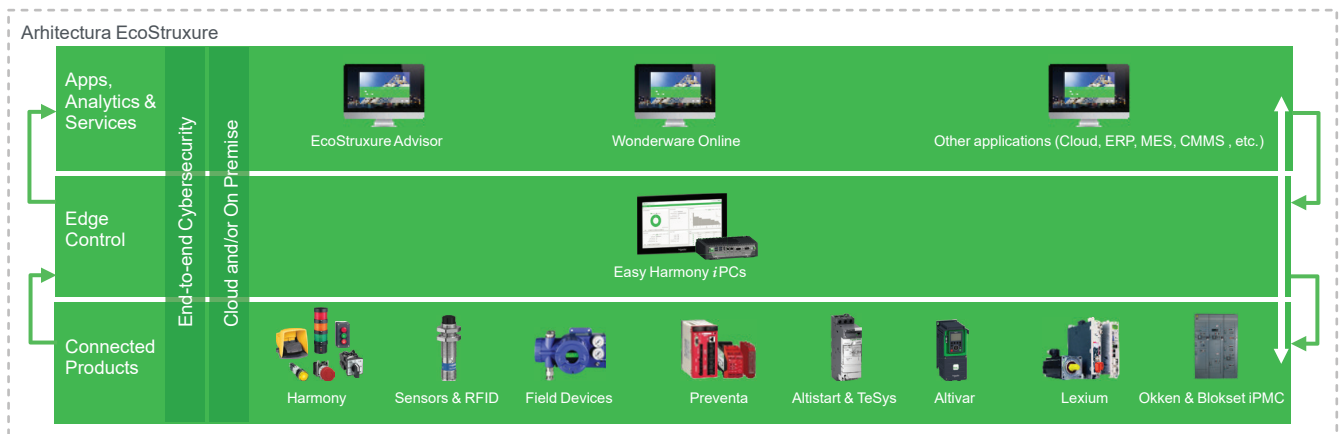 Arhitectura EcoStruxure
Apps,
Analytics &
Services
End-to-end Cybersecurity
Cloud and/or On Premise
EcoStruxure Advisor
Wonderware Online
Other applications (Cloud, ERP, MES, CMMS , etc.)
Edge
Control
Easy Harmony iPCs
Connected
Products
Harmony
Sensors & RFID
Field Devices
Preventa
Altistart & TeSys
Altivar
Lexium
Okken & Blokset iPMC